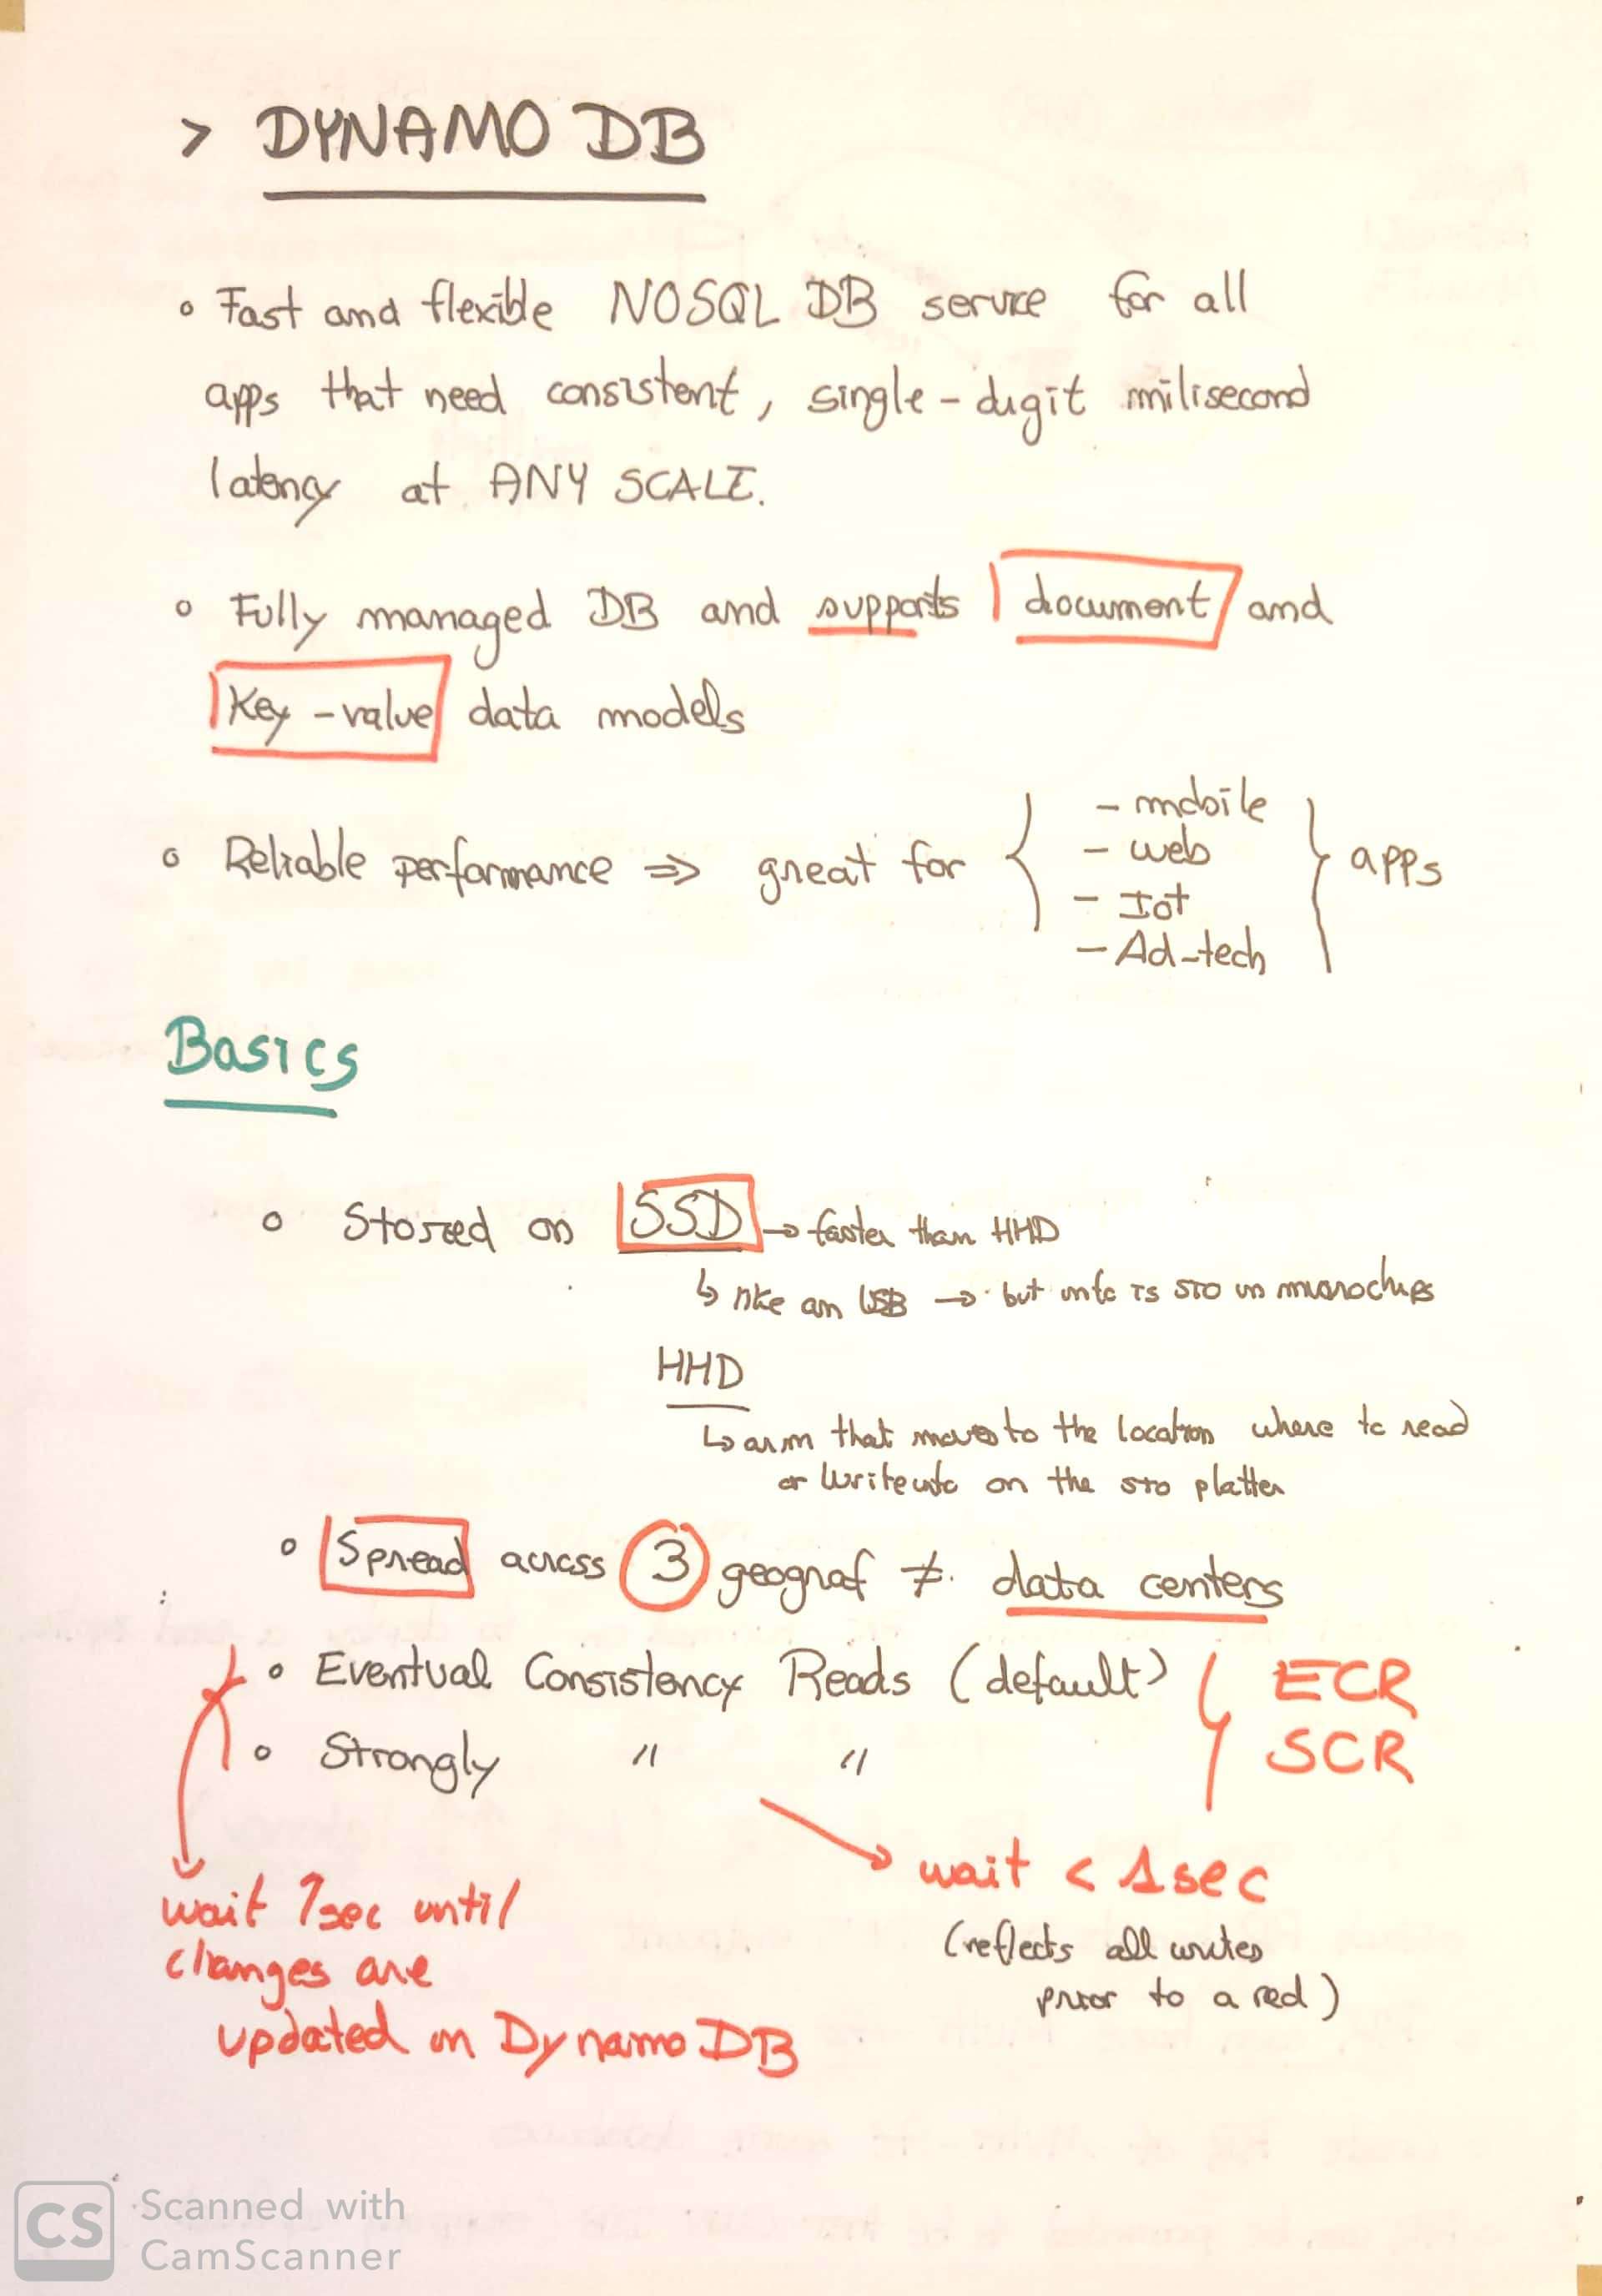 > DYNAMO DB
o Fast and flexible NOSQL DB service for all
apps that need consistent, single-digit milisecond
latency at ANY SCALE.
o Fully managed DB and supports document and
Key-value data models
o Reliable performance ⇒ great for { - mobile
- web
- Iot
- Ad-tech } apps
Basics
o Stored on SSD → faster than HHD
↳ like an USB → but info is STO in microchips
HHD
↳ arm that moves to the location where to read
or write info on the STO platter
o Spread across 3 geograf ≠ data centers
o Eventual Consistency Reads (default)
o Strongly " "
} ECR
SCR
wait 1sec until
changes are
updated on Dynamo DB
→ wait < 1sec
(reflects all writes
prior to a red)
CS Scanned with
CamScanner